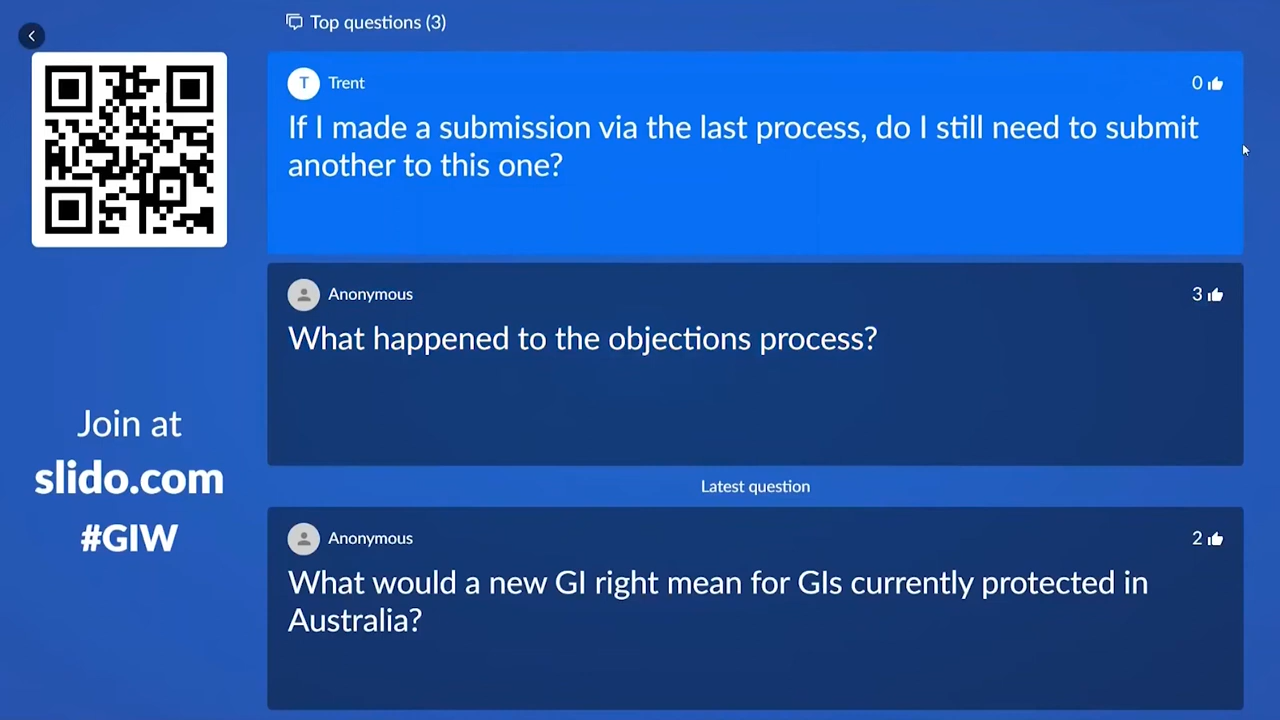 Top questions (3)
T Trent 0
If I made a submission via the last process, do I still need to submit
another to this one?
Anonymous 3
What happened to the objections process?
Join at
slido.com
#GIW
Latest question
Anonymous 2
What would a new GI right mean for GIs currently protected in
Australia?